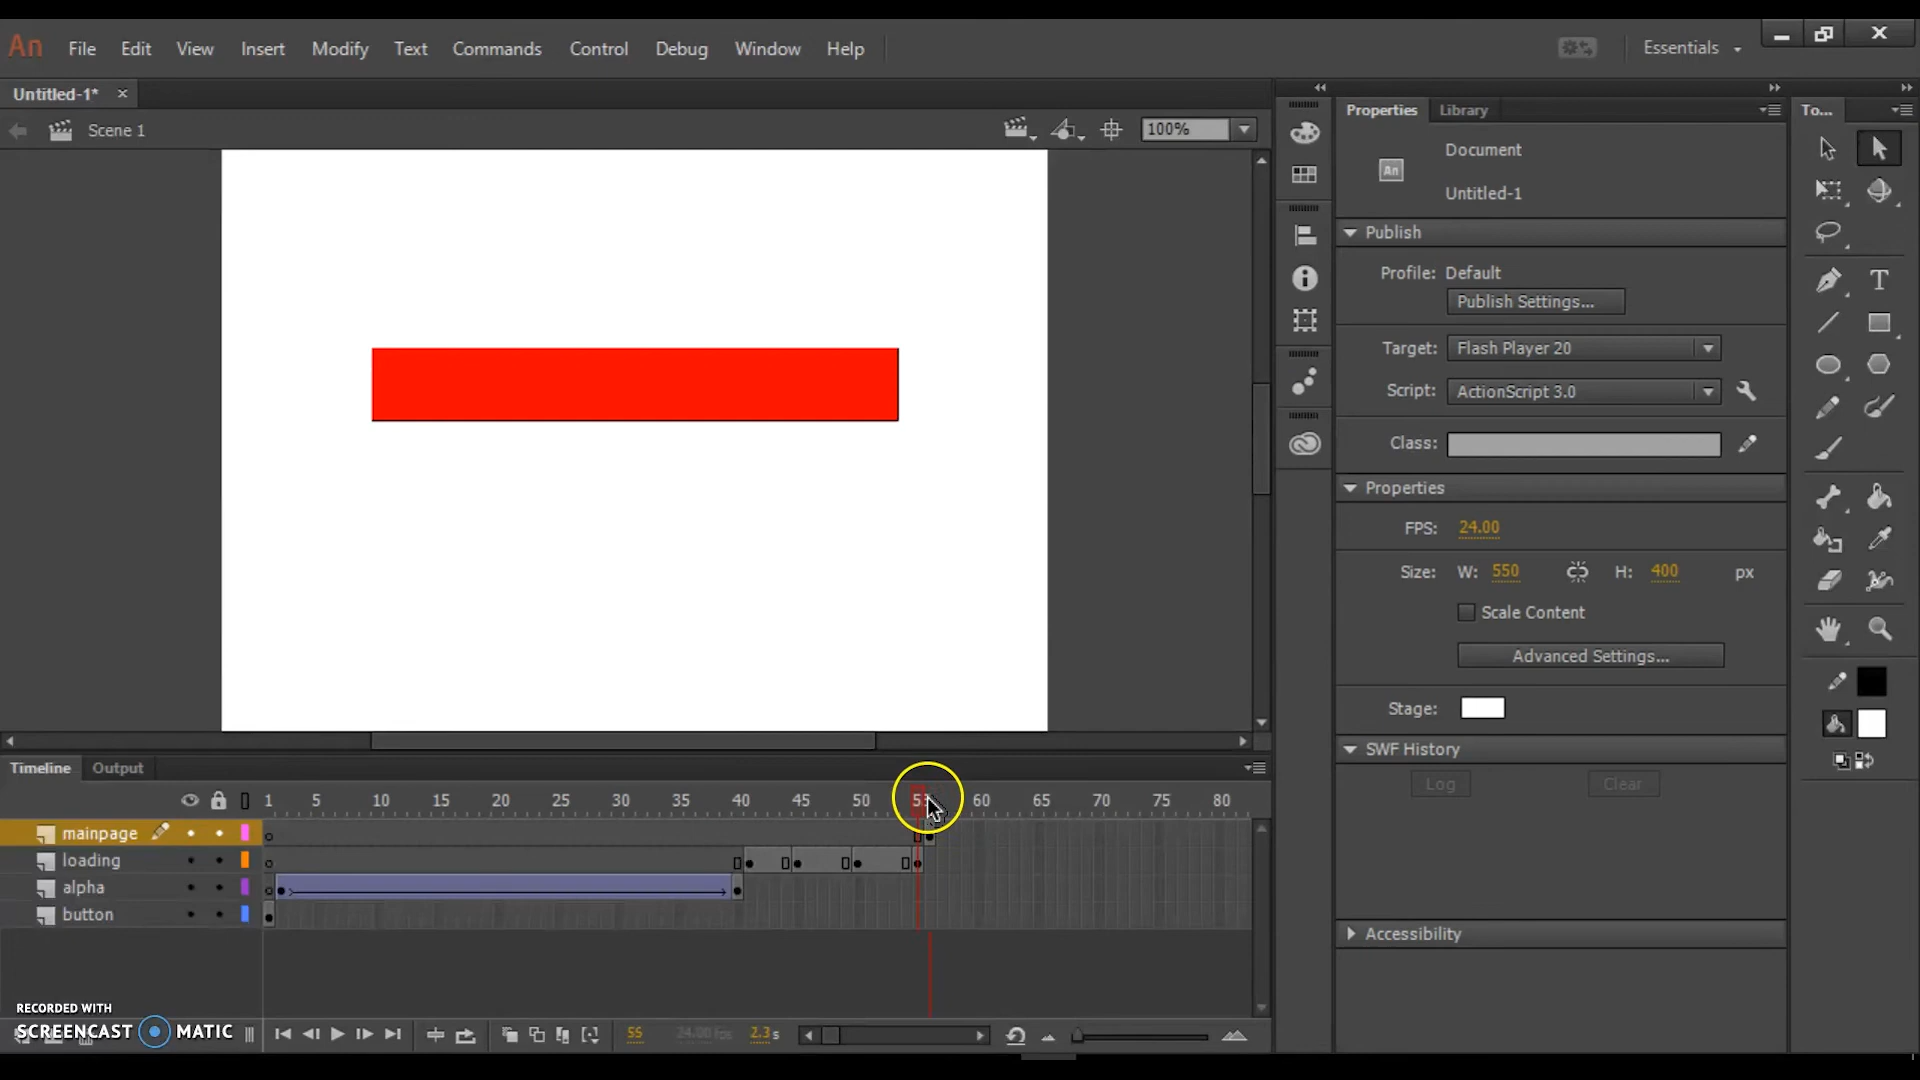 An File Edit View Insert Modify Text Commands Control Debug Window Help Essentials
Untitled-1* ×
Scene 1 100%
Properties Library To...
Document
An
Untitled-1
Publish
Profile: Default
Publish Settings...
Target: Flash Player 20
Script: ActionScript 3.0
Class:
Properties
FPS: 24.00
Size: W: 550 H: 400 px
Scale Content
Advanced Settings...
Stage:
SWF History
Log Clear
Accessibility
Timeline Output
1 5 10 15 20 25 30 35 40 45 50 60 65 70 75 80
mainpage
loading
alpha
button
RECORDED WITH
SCREENCAST MATIC
55 24.00 fps 2.3 s